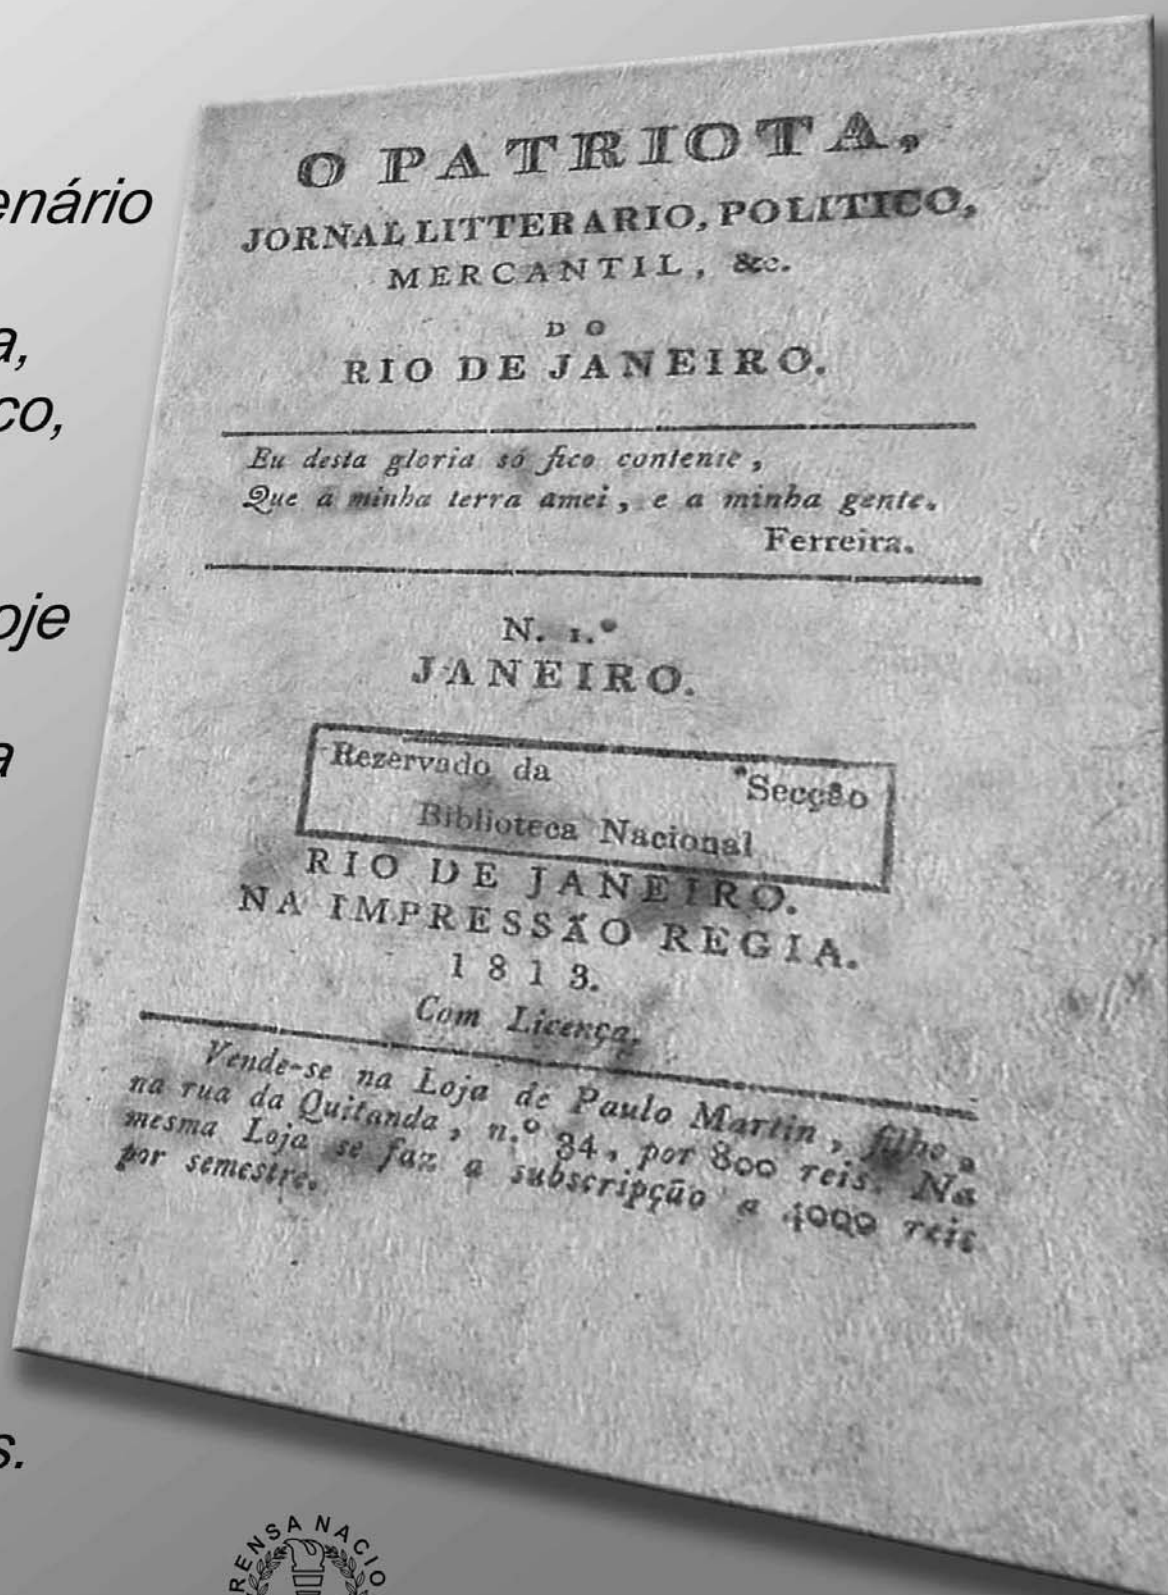 enário
a,
co,
oje
a
s.
O PATRIOTA,
JORNAL LITTERARIO, POLITICO,
MERCANTIL, &c.
DO
RIO DE JANEIRO.
Eu desta gloria só fico contente,
Que a minha terra amei, e a minha gente.
Ferreira.
N. 1.º
JANEIRO.
Rezervado da Secção
Biblioteca Nacional
RIO DE JANEIRO.
NA IMPRESSÃO REGIA.
1813.
Com Licença.
Vende-se na Loja de Paulo Martin, filho,
na rua da Quitanda, n.º 34, por 800 reis. Na
mesma Loja se faz a subscripção a 4000 reis
por semestre.
RENSA NACIO